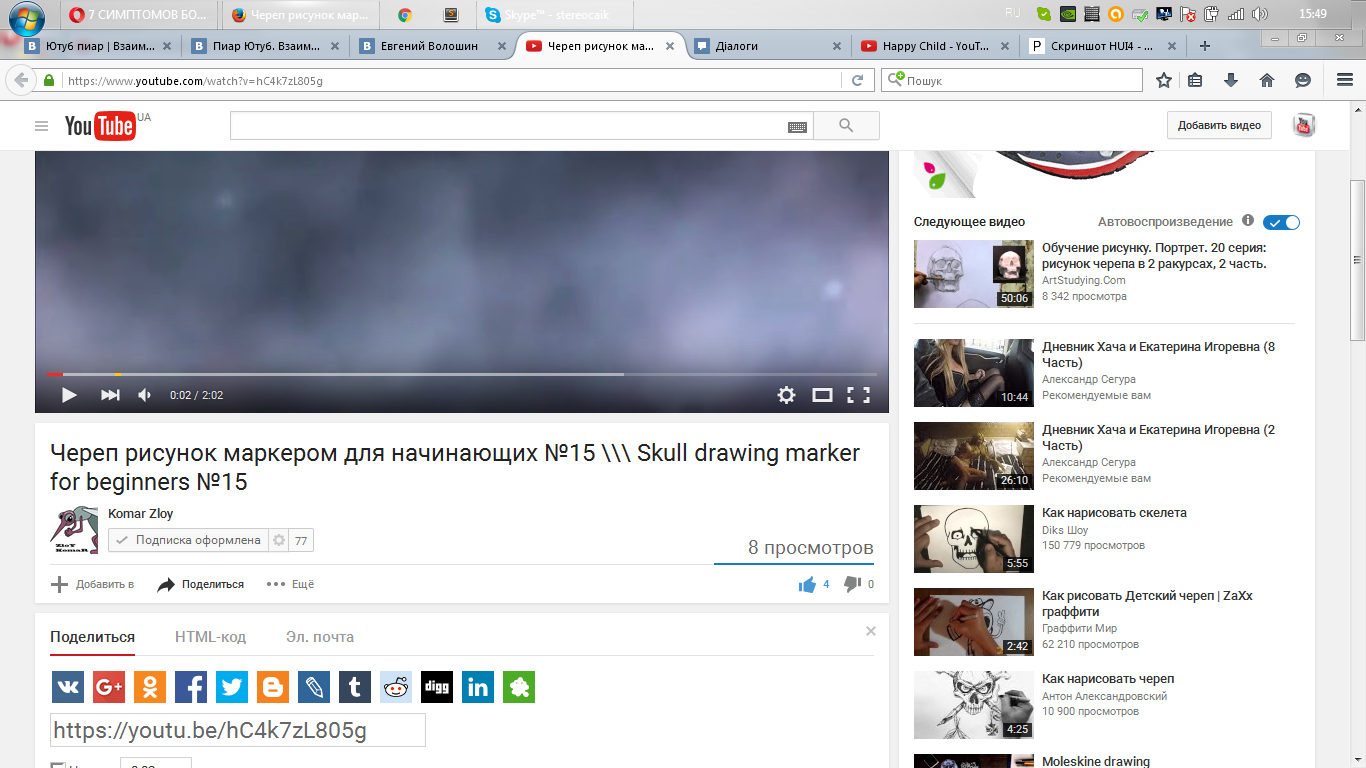 7 СИМПТОМОВ БО...
Череп рисунок мар...
Skype™ - stereocaik
RU
15:49
Ютуб пиар | Взаим...
Пиар Ютуб. Взаим...
Евгений Волошин
Череп рисунок ма...
Діалоги
Happy Child - YouT...
Скриншот HUI4 - ...
https://www.youtube.com/watch?v=hC4k7zL805g
Пошук
YouTube UA
Добавить видео
0:02 / 2:02
Череп рисунок маркером для начинающих №15 \\\ Skull drawing marker
for beginners №15
Komar Zloy
Подписка оформлена 77
8 просмотров
Добавить в
Поделиться
Ещё
4
0
Поделиться
HTML-код
Эл. почта
digg
https://youtu.be/hC4k7zL805g
Следующее видео
Автовоспроизведение
Обучение рисунку. Портрет. 20 серия:
рисунок черепа в 2 ракурсах, 2 часть.
ArtStudying.Com
8 342 просмотра
50:06
Дневник Хача и Екатерина Игоревна (8
Часть)
Александр Сегура
Рекомендуемые вам
10:44
Дневник Хача и Екатерина Игоревна (2
Часть)
Александр Сегура
Рекомендуемые вам
26:10
Как нарисовать скелета
Diks Шоу
150 779 просмотров
5:55
Как рисовать Детский череп | ZaXx
граффити
Граффити Мир
62 210 просмотров
2:42
Как нарисовать череп
Антон Александровский
10 900 просмотров
4:25
Moleskine drawing